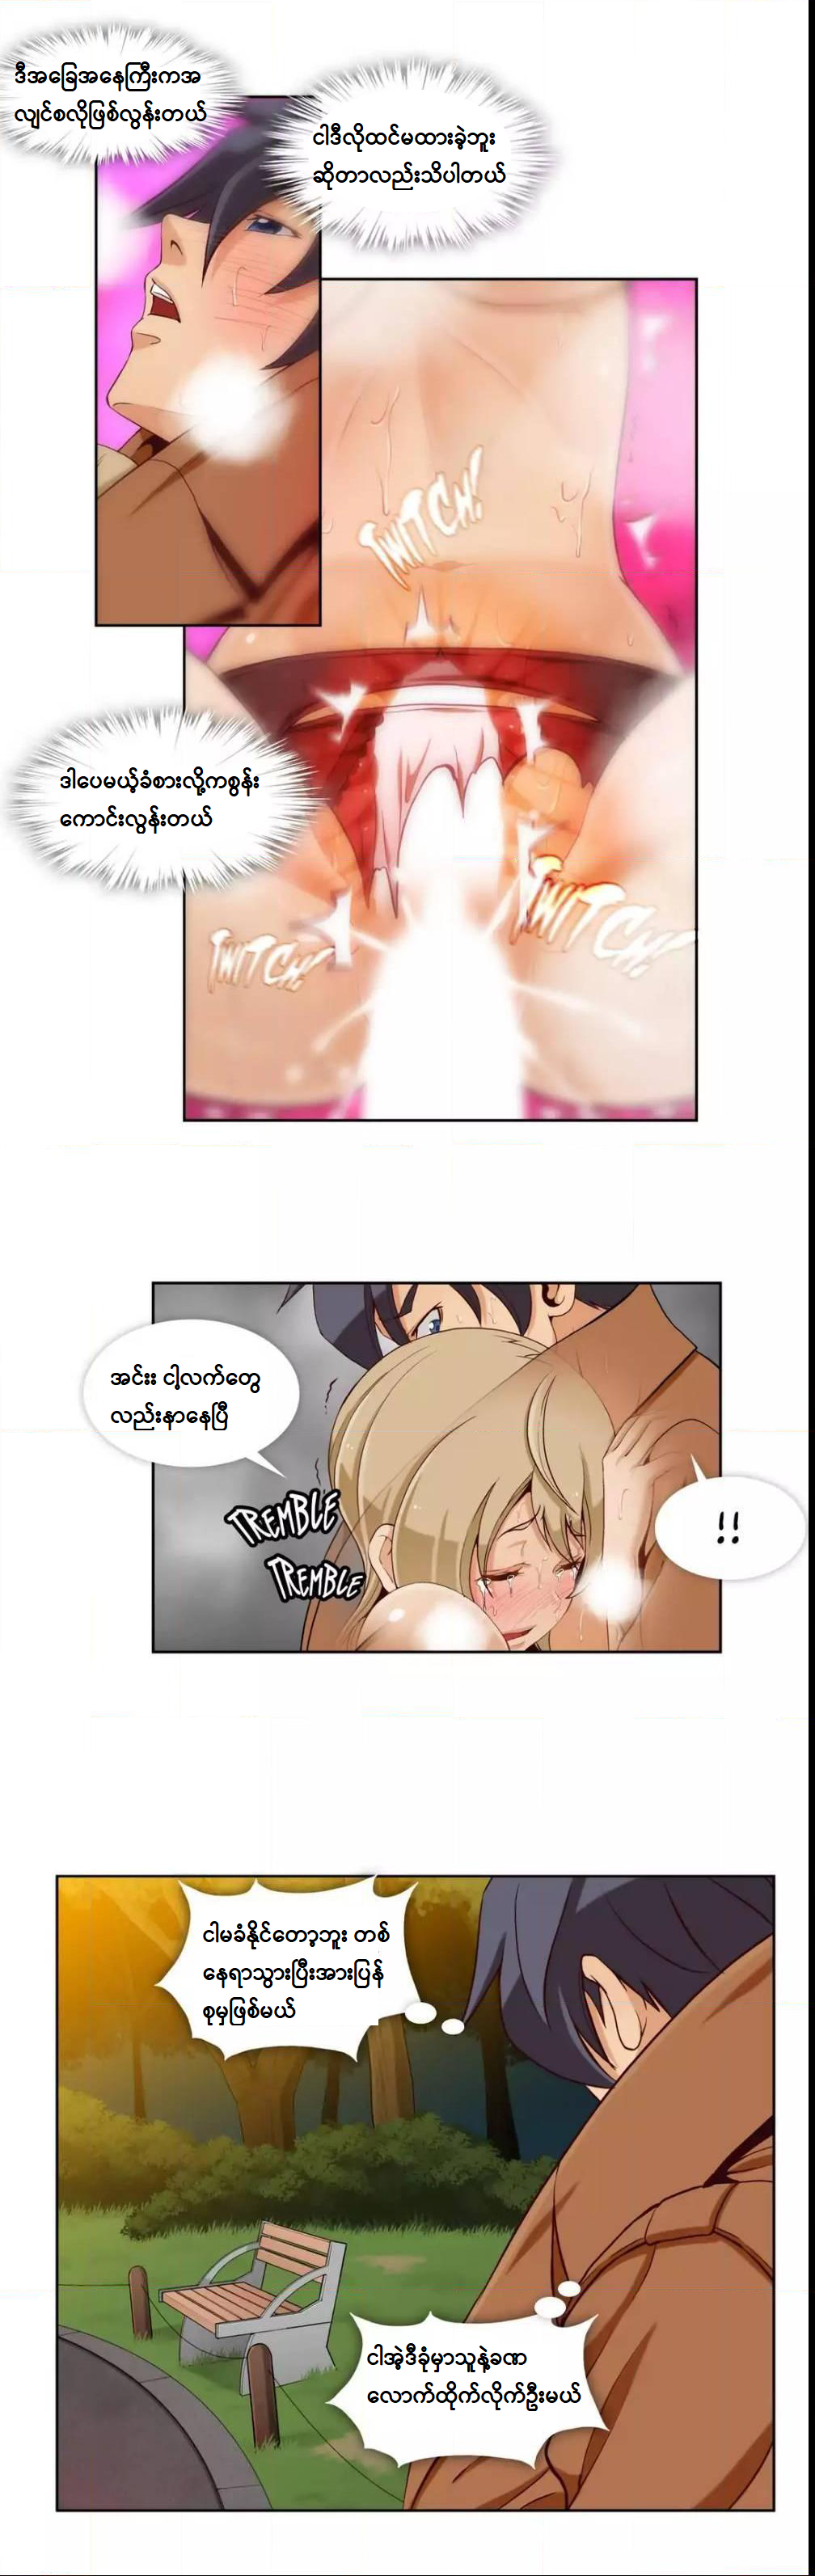 ဒီအခြေအနေကြီးကအ
လျင်စလိုဖြစ်လွန်းတယ်
ငါဒီလိုထင်မထားခဲ့ဘူး
ဆိုတာလည်းသိပါတယ်
TWITCH!
ဒါပေမယ့်ခံစားလို့ကစွန်း
ကောင်းလွန်းတယ်
TWITCH!
TWITCH!
အင်းး ငါ့လက်တွေ
လည်းနာနေပြီ
TREMBLE
TREMBLE
!!
ငါမခံနိုင်တော့ဘူး တစ်
နေရာသွားပြီးအားပြန်
စုမှဖြစ်မယ်
ငါအဲ့ဒီခုံမှာသူနဲ့ခဏ
လောက်ထိုက်လိုက်ဦးမယ်